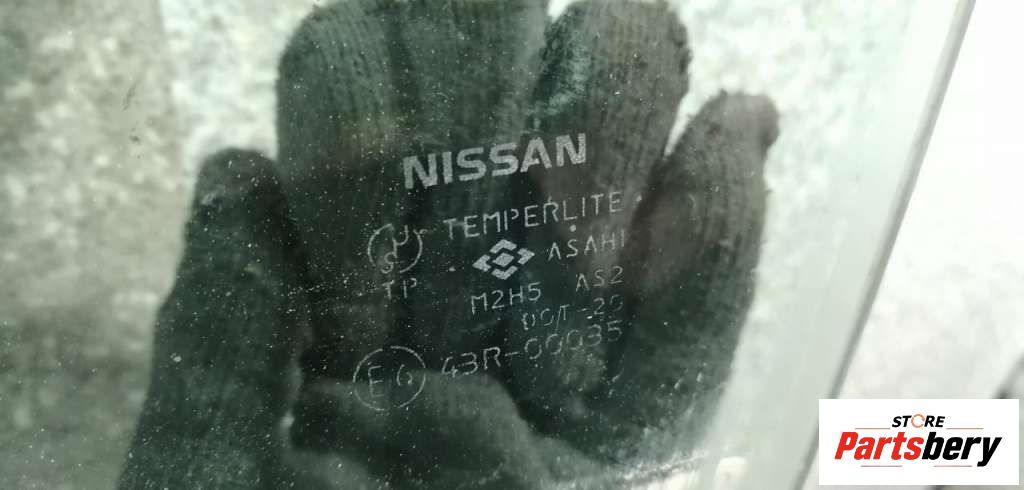 NISSAN
TEMPERLITE
ASAHI
TP
M2H5 AS2
DOT-20
E6 43R-00035
STORE
Partsbery